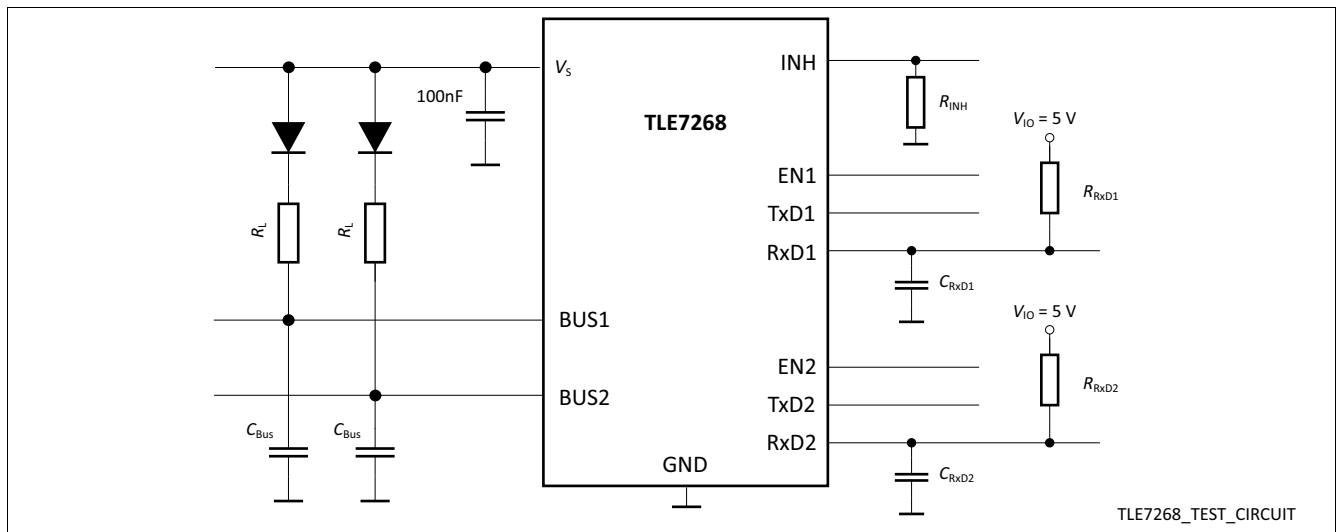 INH
V_S
100nF
R_INH
V_IO = 5 V
TLE7268
EN1
R_RxD1
TxD1
R_L
R_L
RxD1
C_RxD1
BUS1
V_IO = 5 V
EN2
R_RxD2
BUS2
TxD2
C_Bus
C_Bus
RxD2
GND
C_RxD2
TLE7268_TEST_CIRCUIT